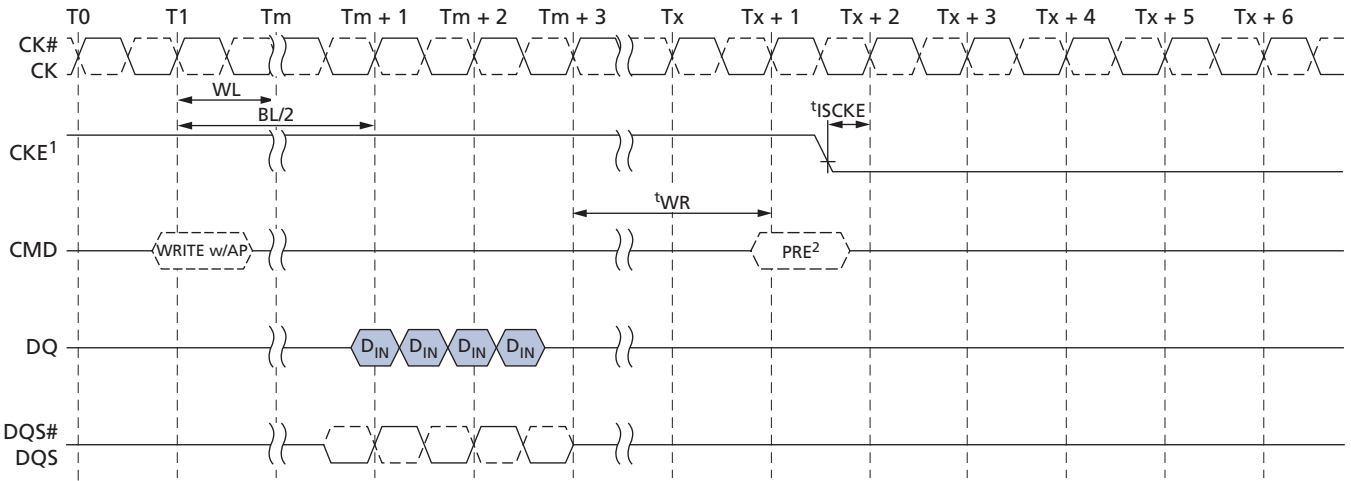 T0 T1 Tm Tm + 1 Tm + 2 Tm + 3 Tx Tx + 1 Tx + 2 Tx + 3 Tx + 4 Tx + 5 Tx + 6
CK#
CK
WL
BL/2
tISCKE
CKE1
tWR
CMD WRITE w/AP PRE2
DQ DIN DIN DIN DIN
DQS#
DQS